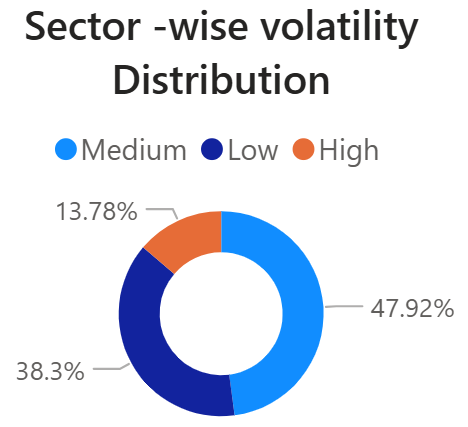 Sector -wise volatility
Distribution
Medium Low High
13.78%
47.92%
38.3%